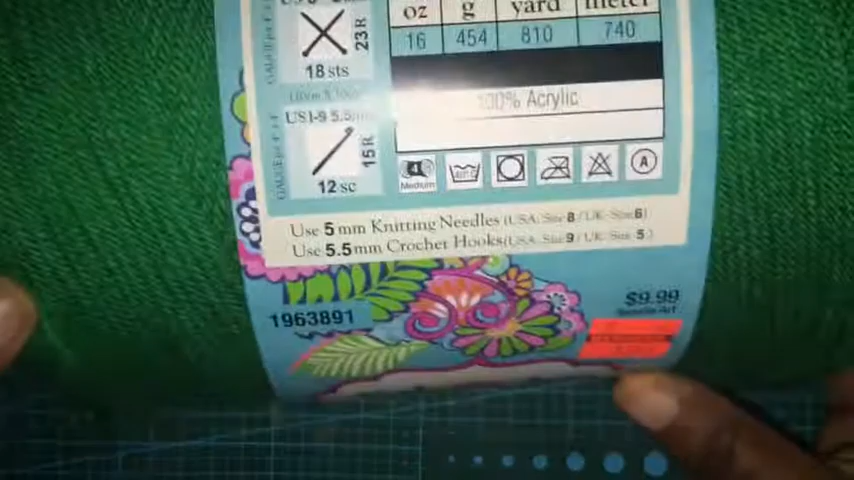 oz g yard meter
23R
16 454 810 740
18 sts
100% Acrylic
US I-9 5.5
15R
4 Medium
A
12 sc
Use 5 mm Knitting Needles (USA: Size 8 / UK: Size 6)
Use 5.5 mm Crochet Hooks (USA: Size 9 / UK: Size 5)
$9.99
1963891